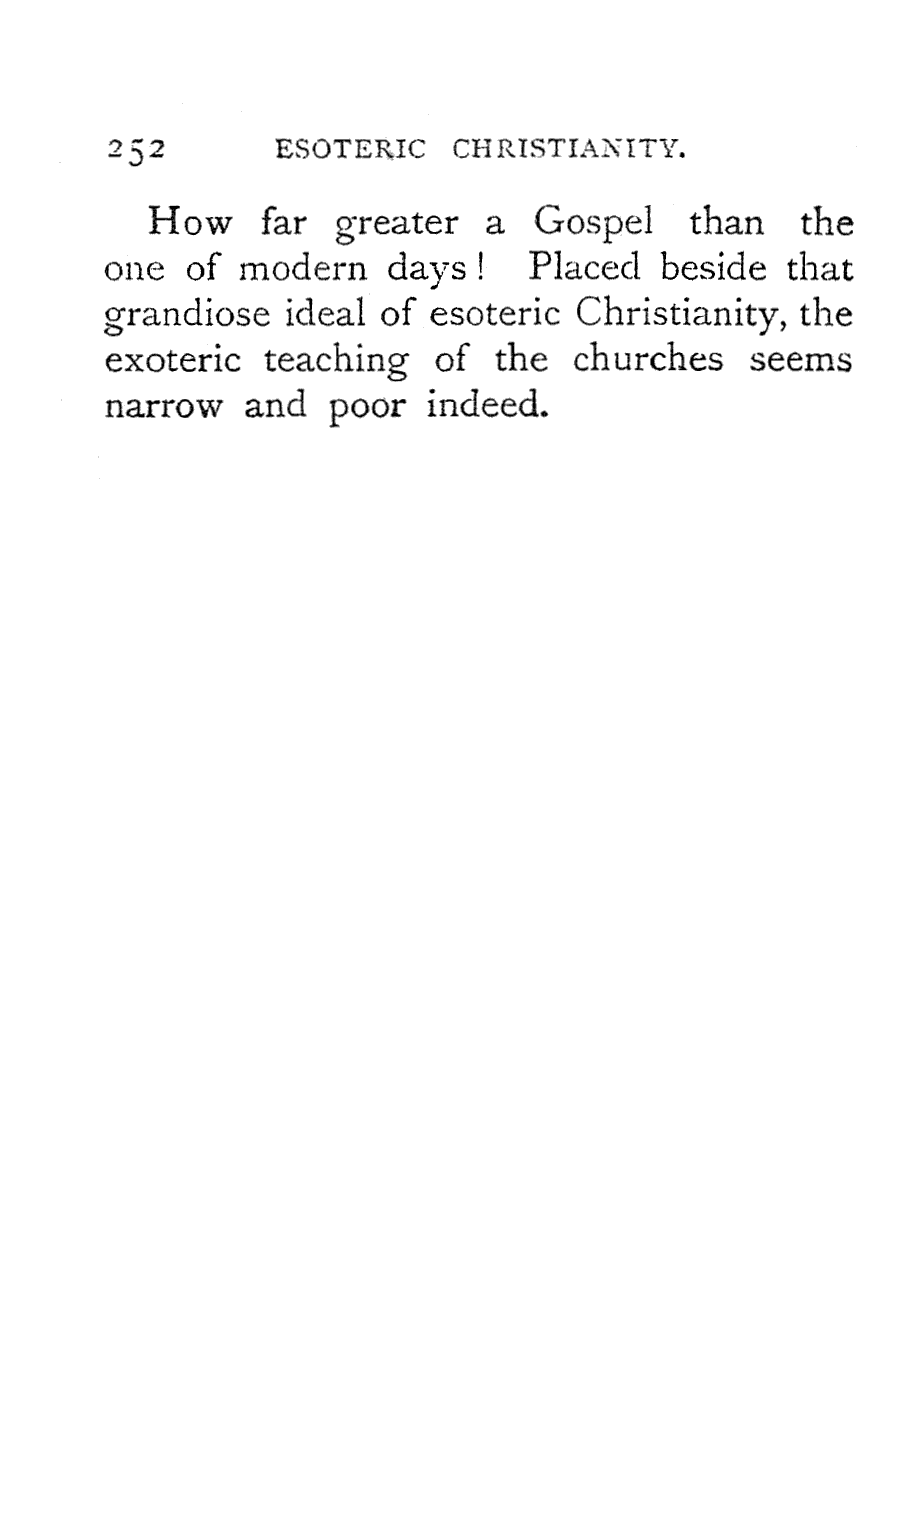 252 ESOTERIC CHRISTIANITY.
How far greater a Gospel than the
one of modern days! Placed beside that
grandiose ideal of esoteric Christianity, the
exoteric teaching of the churches seems
narrow and poor indeed.